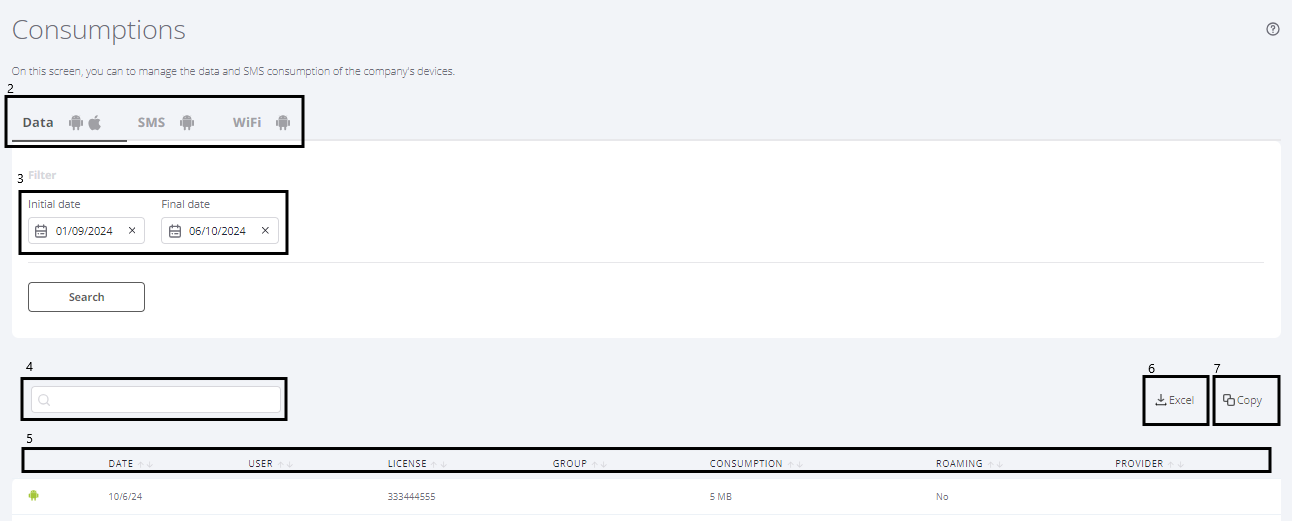 Consumptions
On this screen, you can to manage the data and SMS consumption of the company's devices.
2
Data SMS WiFi
Filter
3
Initial date Final date
01/09/2024 06/10/2024
Search
4
6 7
Excel Copy
5
DATE USER LICENSE GROUP CONSUMPTION ROAMING PROVIDER
10/6/24 333444555 5 MB No